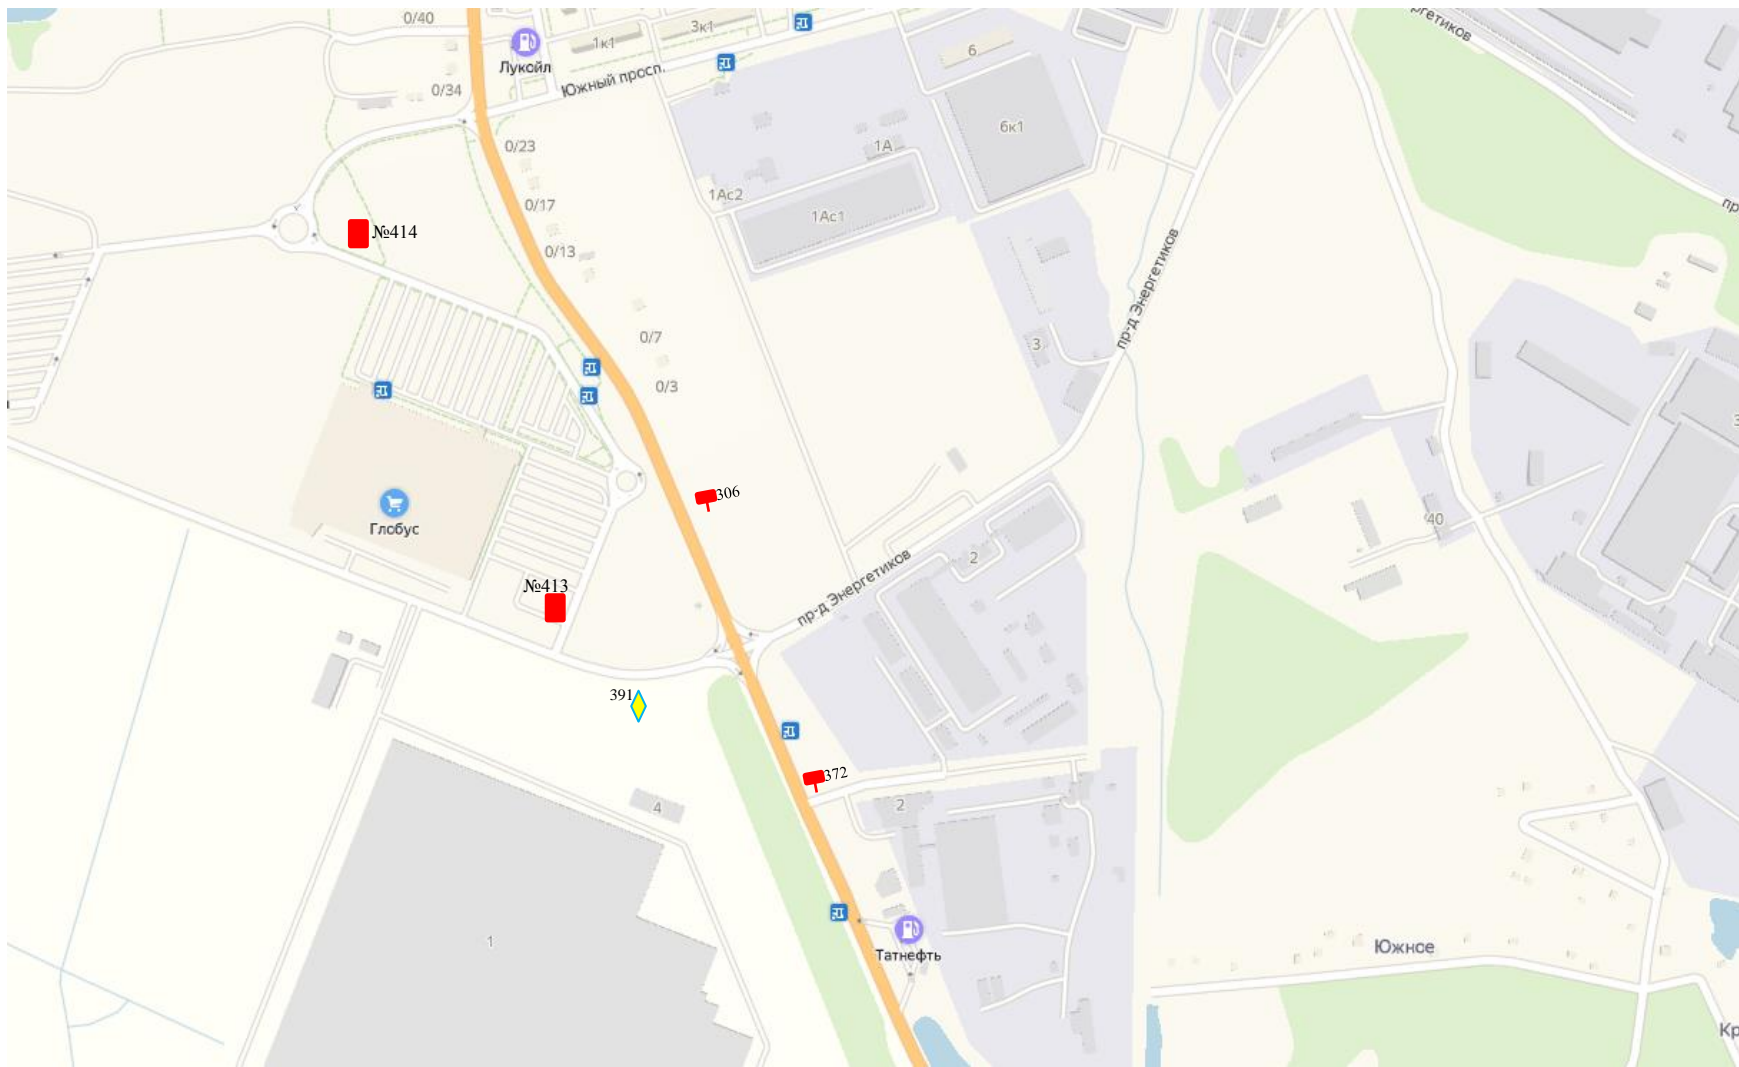 0/40
1к1
3к1
Лукойл
Южный просп.
0/34
6
6к1
1А
0/23
1Ас2
0/17
1Ас1
№414
0/13
пр-д Энергетиков
0/7
3
0/3
306
Глобус
2
пр-д Энергетиков
№413
391
372
4
2
1
Татнефть
Южное